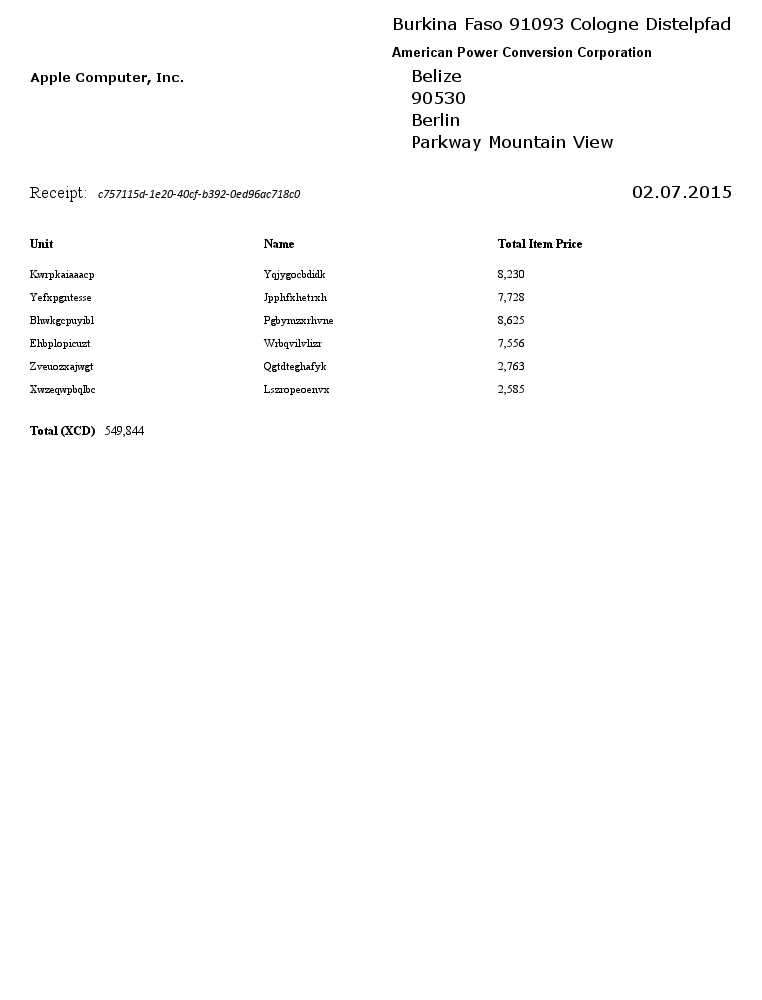 Burkina Faso 91093 Cologne Distelpfad
American Power Conversion Corporation
Apple Computer, Inc.
Belize
90530
Berlin
Parkway Mountain View
Receipt: c757115d-1e20-40cf-b392-0ed96ac718c0 02.07.2015
Unit Name Total Item Price
Kwrpkaiaaacp Yqjygocbdidk 8,230
Yefxpgntesse Jpphfxhetrxh 7,728
Bhwkgcpuyibl Pgbymzxrhvne 8,625
Ehbplopicuzt Wrbqvilvlizr 7,556
Zveuozxajwgt Qgtdteghafyk 2,763
Xwzeqwpbqlbc Lszropeoenvx 2,585
Total (XCD) 549,844